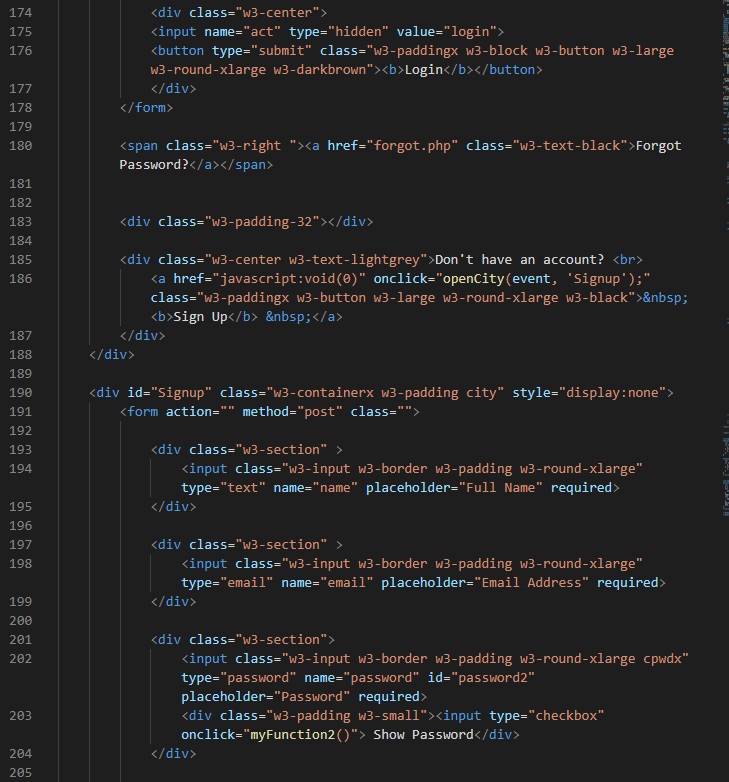 174 <div class="w3-center">
175 <input name="act" type="hidden" value="login">
176 <button type="submit" class="w3-paddingx w3-block w3-button w3-large
w3-round-xlarge w3-darkbrown"><b>Login</b></button>
177 </div>
178 </form>
179
180 <span class="w3-right "><a href="forgot.php" class="w3-text-black">Forgot
Password?</a></span>
181
182
183 <div class="w3-padding-32"></div>
184
185 <div class="w3-center w3-text-lightgrey">Don't have an account? <br>
186 <a href="javascript:void(0)" onclick="openCity(event, 'Signup');"
class="w3-paddingx w3-button w3-large w3-round-xlarge w3-black">&nbsp;
<b>Sign Up</b> &nbsp;</a>
187 </div>
188 </div>
189
190 <div id="Signup" class="w3-containerx w3-padding city" style="display:none">
191 <form action="" method="post" class="">
192
193 <div class="w3-section" >
194 <input class="w3-input w3-border w3-padding w3-round-xlarge"
type="text" name="name" placeholder="Full Name" required>
195 </div>
196
197 <div class="w3-section" >
198 <input class="w3-input w3-border w3-padding w3-round-xlarge"
type="email" name="email" placeholder="Email Address" required>
199 </div>
200
201 <div class="w3-section">
202 <input class="w3-input w3-border w3-padding w3-round-xlarge cpwdx"
type="password" name="password" id="password2"
placeholder="Password" required>
203 <div class="w3-padding w3-small"><input type="checkbox"
onclick="myFunction2()"> Show Password</div>
204 </div>
205